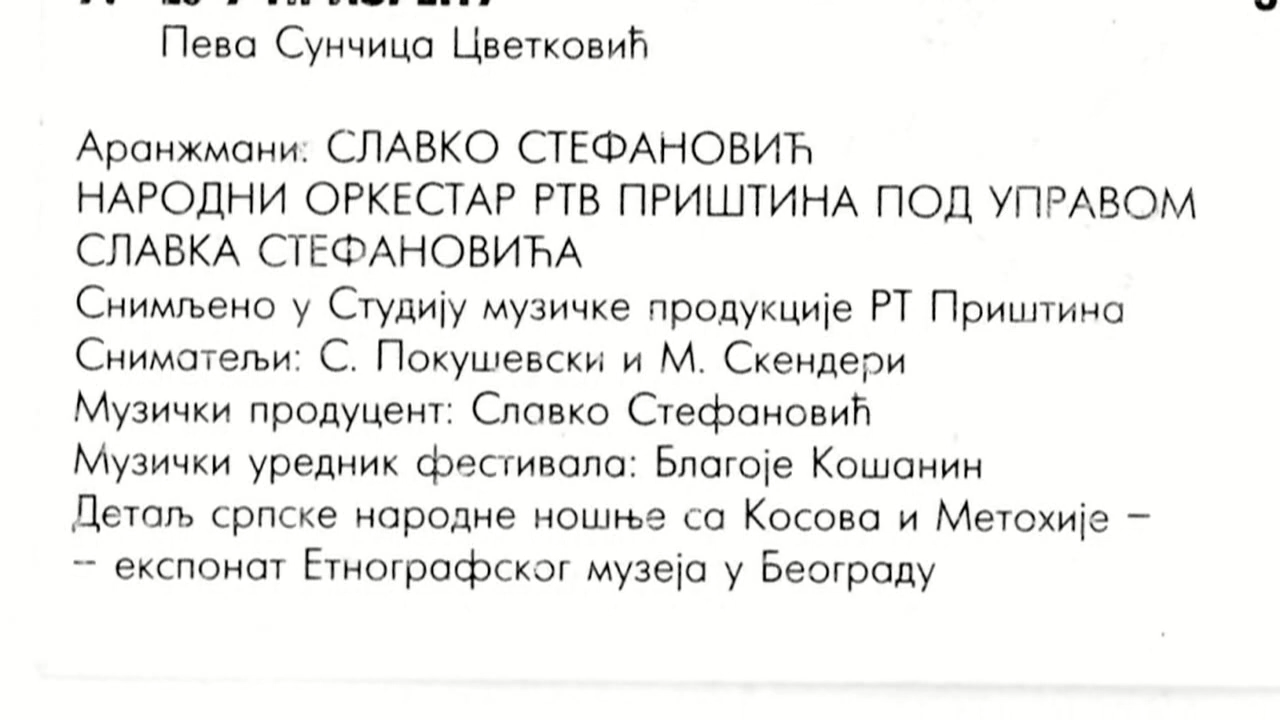 Пева Сунчица Цветковић
Аранжмани: СЛАВКО СТЕФАНОВИЋ
НАРОДНИ ОРКЕСТАР РТВ ПРИШТИНА ПОД УПРАВОМ
СЛАВКА СТЕФАНОВИЋА
Снимљено у Студију музичке продукције РТ Приштина
Сниматељи: С. Покушевски и М. Скендери
Музички продуцент: Славко Стефановић
Музички уредник фестивала: Благоје Кошанин
Детаљ српске народне ношње са Косова и Метохије –
– експонат Етнографског музеја у Београду